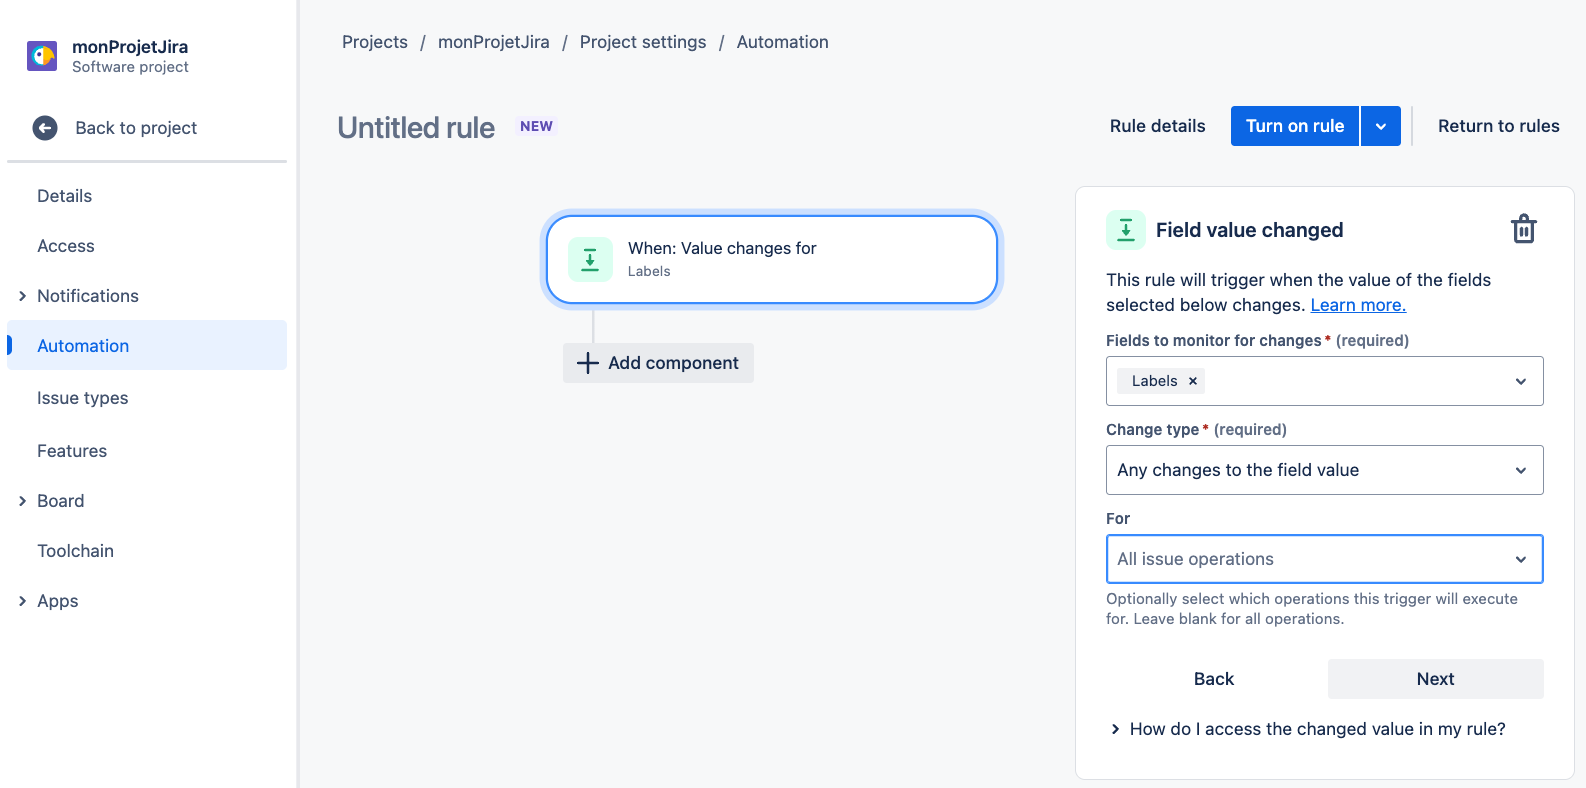 monProjetJira
Software project
Back to project
Details
Access
Notifications
Automation
Issue types
Features
Board
Toolchain
Apps
Projects / monProjetJira / Project settings / Automation
Untitled rule NEW
Rule details
Turn on rule
Return to rules
When: Value changes for
Labels
Add component
Field value changed
This rule will trigger when the value of the fields
selected below changes. Learn more.
Fields to monitor for changes * (required)
Labels ×
Change type * (required)
Any changes to the field value
For
All issue operations
Optionally select which operations this trigger will execute
for. Leave blank for all operations.
Back
Next
How do I access the changed value in my rule?